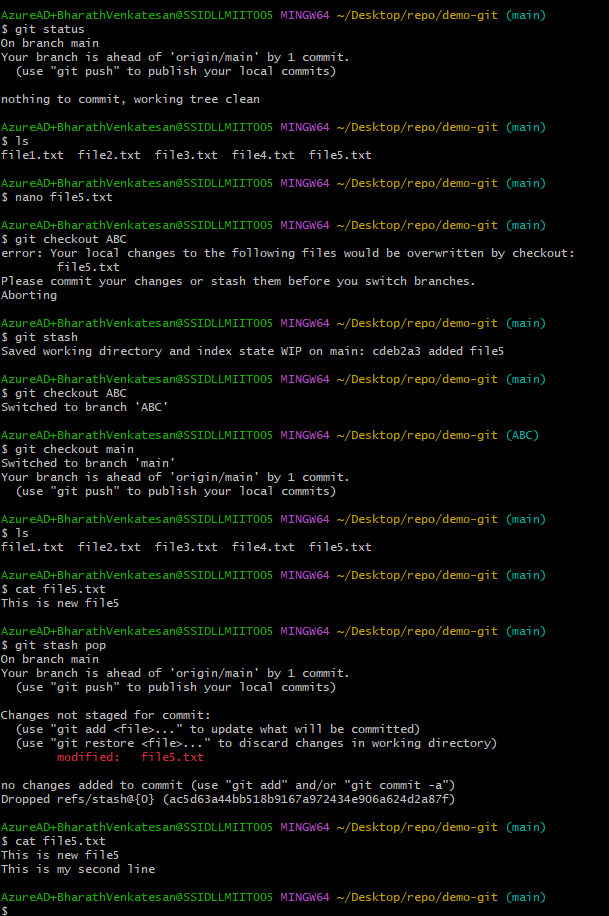 AzureAD+BharathVenkatesan@SSIDLLMIIT005 MINGW64 ~/Desktop/repo/demo-git (main)
$ git status
On branch main
Your branch is ahead of 'origin/main' by 1 commit.
  (use "git push" to publish your local commits)

nothing to commit, working tree clean

AzureAD+BharathVenkatesan@SSIDLLMIIT005 MINGW64 ~/Desktop/repo/demo-git (main)
$ ls
file1.txt  file2.txt  file3.txt  file4.txt  file5.txt

AzureAD+BharathVenkatesan@SSIDLLMIIT005 MINGW64 ~/Desktop/repo/demo-git (main)
$ nano file5.txt

AzureAD+BharathVenkatesan@SSIDLLMIIT005 MINGW64 ~/Desktop/repo/demo-git (main)
$ git checkout ABC
error: Your local changes to the following files would be overwritten by checkout:
        file5.txt
Please commit your changes or stash them before you switch branches.
Aborting

AzureAD+BharathVenkatesan@SSIDLLMIIT005 MINGW64 ~/Desktop/repo/demo-git (main)
$ git stash
Saved working directory and index state WIP on main: cdeb2a3 added file5

AzureAD+BharathVenkatesan@SSIDLLMIIT005 MINGW64 ~/Desktop/repo/demo-git (main)
$ git checkout ABC
Switched to branch 'ABC'

AzureAD+BharathVenkatesan@SSIDLLMIIT005 MINGW64 ~/Desktop/repo/demo-git (ABC)
$ git checkout main
Switched to branch 'main'
Your branch is ahead of 'origin/main' by 1 commit.
  (use "git push" to publish your local commits)

AzureAD+BharathVenkatesan@SSIDLLMIIT005 MINGW64 ~/Desktop/repo/demo-git (main)
$ ls
file1.txt  file2.txt  file3.txt  file4.txt  file5.txt

AzureAD+BharathVenkatesan@SSIDLLMIIT005 MINGW64 ~/Desktop/repo/demo-git (main)
$ cat file5.txt
This is new file5

AzureAD+BharathVenkatesan@SSIDLLMIIT005 MINGW64 ~/Desktop/repo/demo-git (main)
$ git stash pop
On branch main
Your branch is ahead of 'origin/main' by 1 commit.
  (use "git push" to publish your local commits)

Changes not staged for commit:
  (use "git add <file>..." to update what will be committed)
  (use "git restore <file>..." to discard changes in working directory)
        modified:   file5.txt

no changes added to commit (use "git add" and/or "git commit -a")
Dropped refs/stash@{0} (ac5d63a44bb518b9167a972434e906a624d2a87f)

AzureAD+BharathVenkatesan@SSIDLLMIIT005 MINGW64 ~/Desktop/repo/demo-git (main)
$ cat file5.txt
This is new file5
This is my second line

AzureAD+BharathVenkatesan@SSIDLLMIIT005 MINGW64 ~/Desktop/repo/demo-git (main)
$